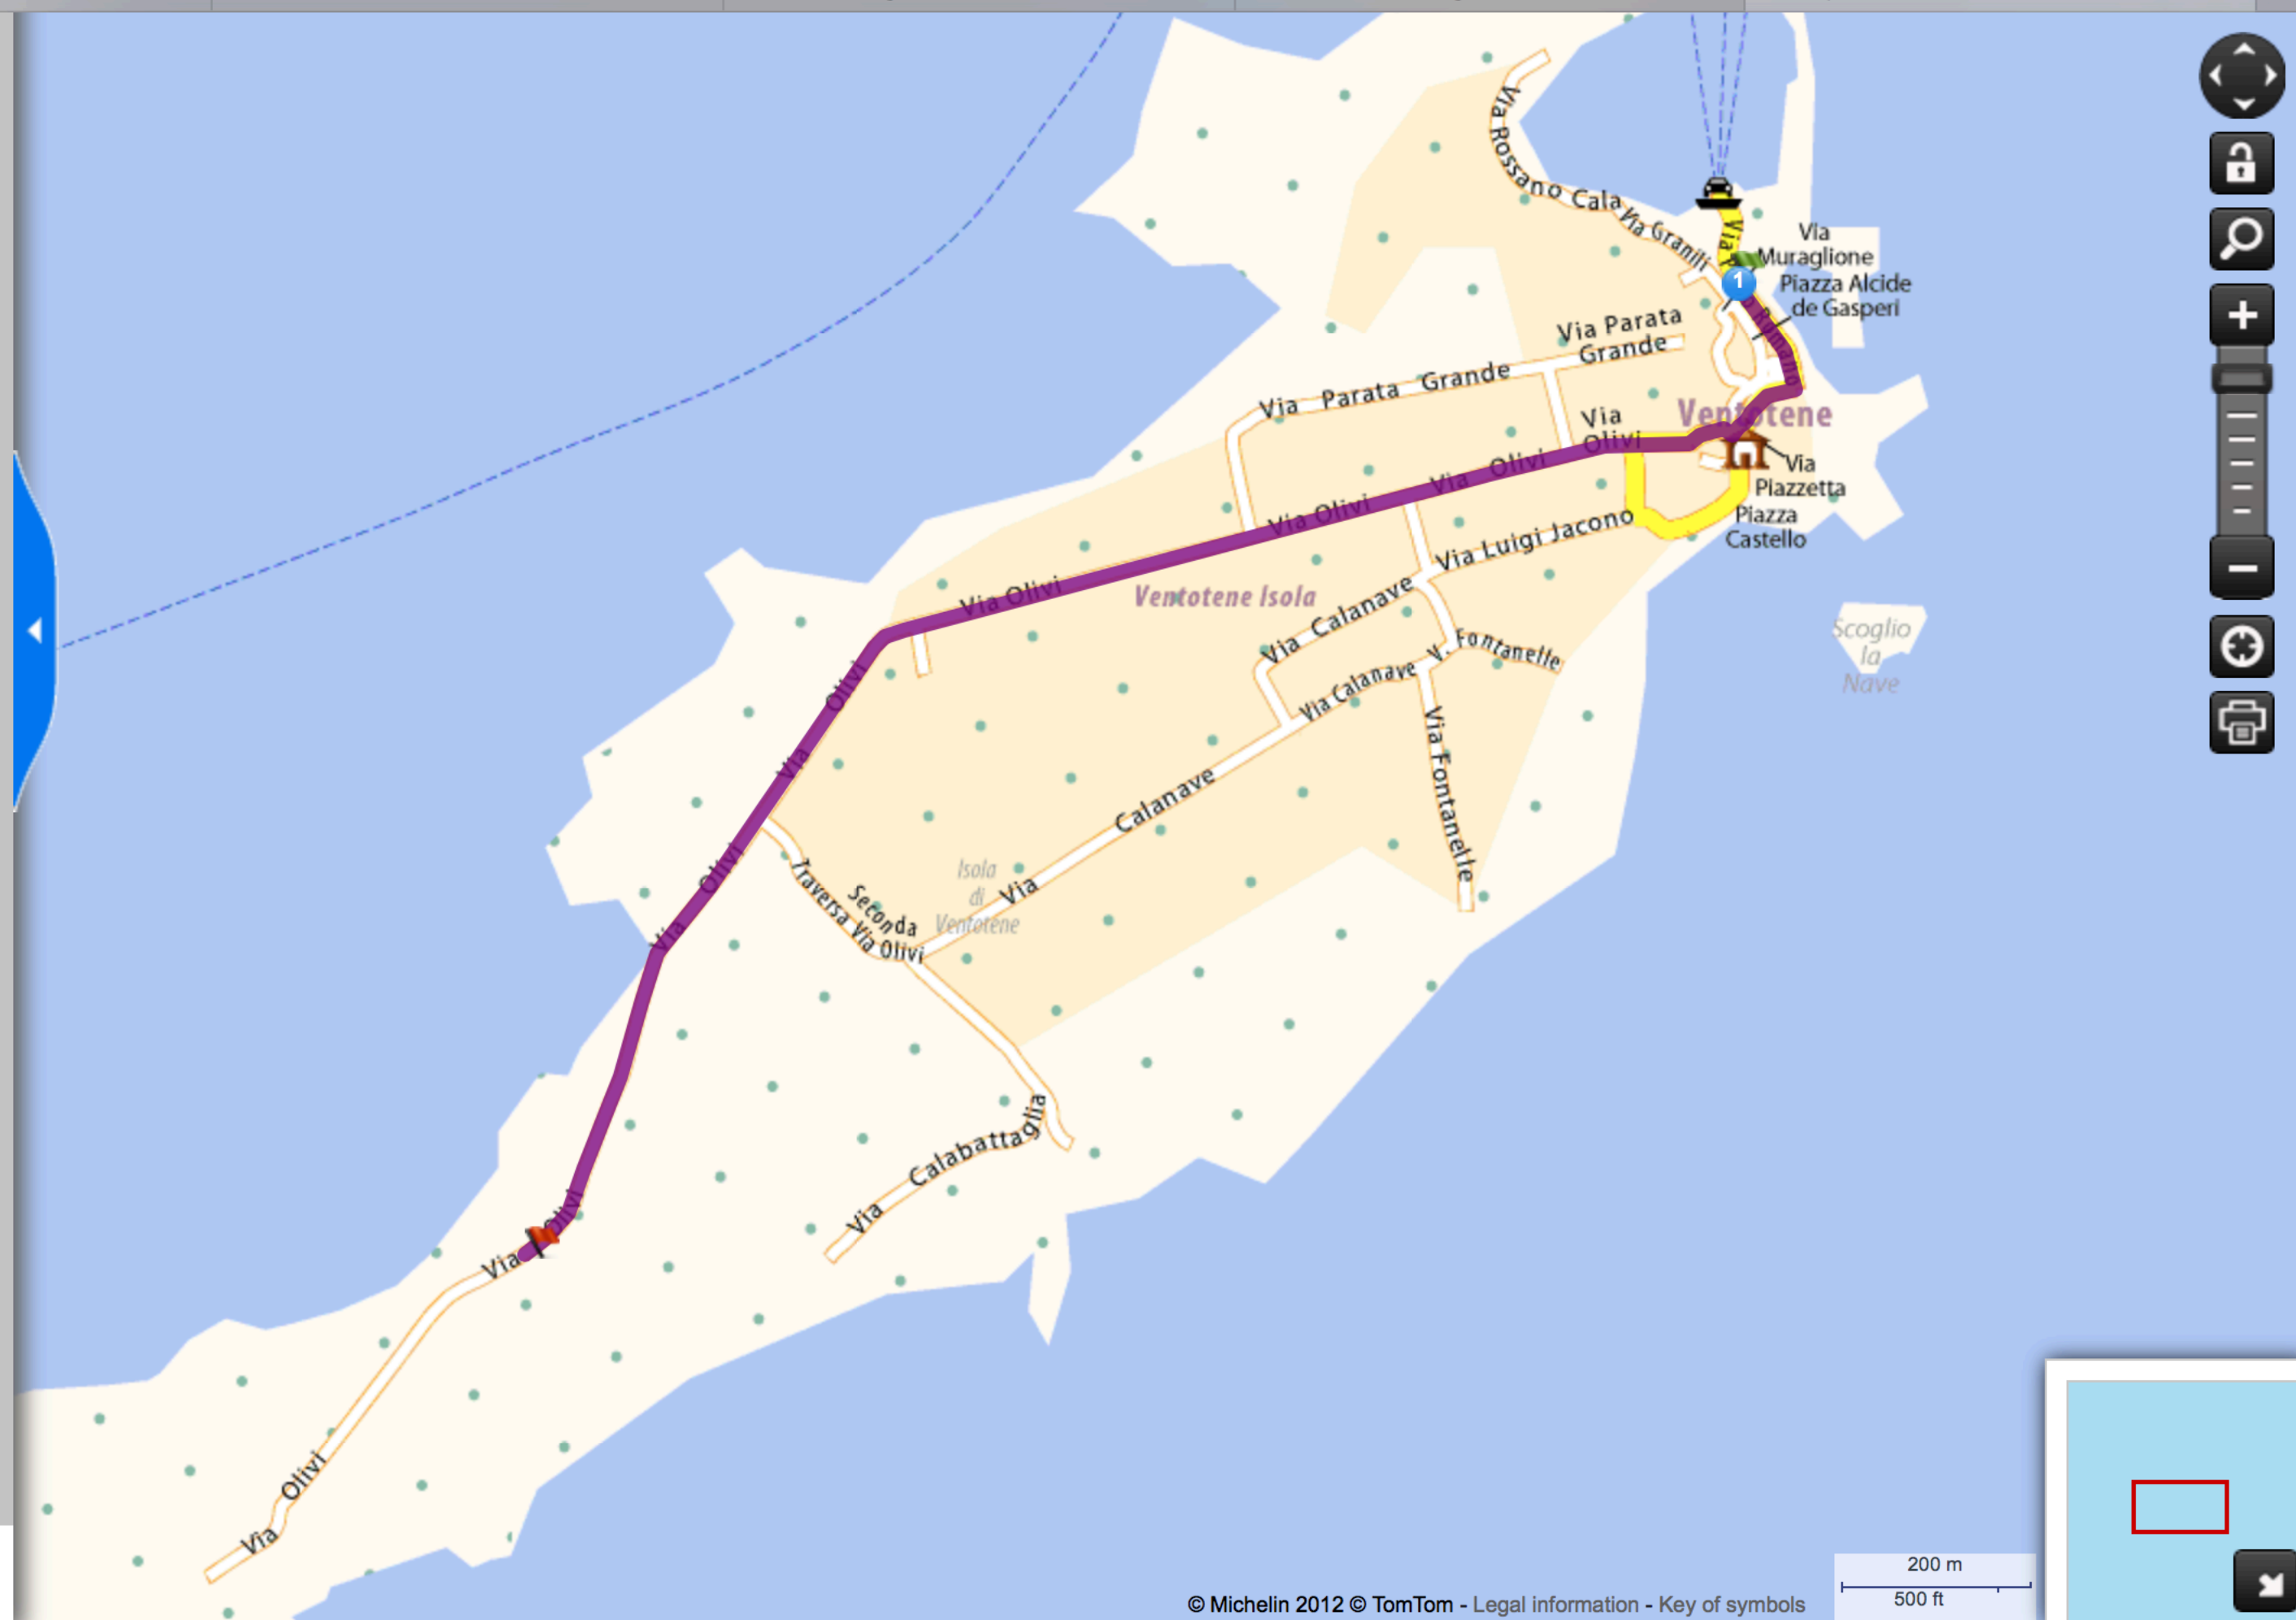 Via Rossano Cala
Via Granili
Via
Via
Muraglione
1
Piazza Alcide
de Gasperi
Romano
Via Parata
Grande
Via Parata Grande
Via
Olivi
Ventotene
Via Olivi
Via
Piazzetta
Via Olivi
Piazza
Castello
Via Luigi Jacono
Via Olivi
Ventotene Isola
Via Calanave
V. Fontanelle
Scoglio
la
Nave
Via Calanave
Via Olivi
Via Fontanelle
Calanave
Via Olivi
Traversa Via Olivi
Seconda
Isola
di
Ventotene
Via
Calabattaglia
Via
Olivi
Via
Olivi
Via
200 m
500 ft
© Michelin 2012 © TomTom - Legal information - Key of symbols